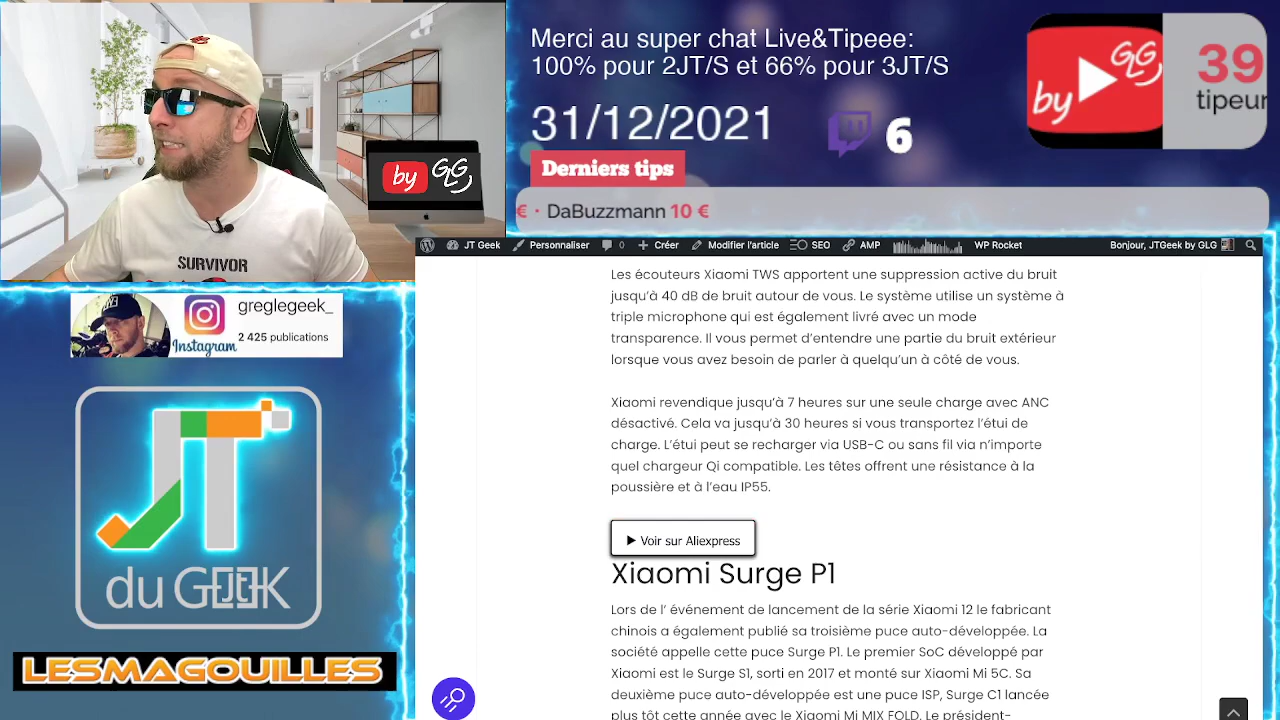 Merci au super chat Live&Tipeee:
100% pour 2JT/S et 66% pour 3JT/S
31/12/2021
6
Derniers tips
€ · DaBuzzmann 10 €
by GLG
39
tipeur
by GLG
SURVIVOR
greglegeek_
2 425 publications
Instagram
JT
du GEEK
LESMAGOUILLES
JT Geek Personnaliser 0 Créer Modifier l'article SEO AMP WP Rocket Bonjour, JTGeek by GLG
Les écouteurs Xiaomi TWS apportent une suppression active du bruit
jusqu'à 40 dB de bruit autour de vous. Le système utilise un système à
triple microphone qui est également livré avec un mode
transparence. Il vous permet d'entendre une partie du bruit extérieur
lorsque vous avez besoin de parler à quelqu'un à côté de vous.
Xiaomi revendique jusqu'à 7 heures sur une seule charge avec ANC
désactivé. Cela va jusqu'à 30 heures si vous transportez l'étui de
charge. L'étui peut se recharger via USB-C ou sans fil via n'importe
quel chargeur Qi compatible. Les têtes offrent une résistance à la
poussière et à l'eau IP55.
▶ Voir sur Aliexpress
Xiaomi Surge P1
Lors de l' événement de lancement de la série Xiaomi 12 le fabricant
chinois a également publié sa troisième puce auto-développée. La
société appelle cette puce Surge P1. Le premier SoC développé par
Xiaomi est le Surge S1, sorti en 2017 et monté sur Xiaomi Mi 5C. Sa
deuxième puce auto-développée est une puce ISP, Surge C1 lancée
plus tôt cette année avec le Xiaomi Mi MIX FOLD. Le président-